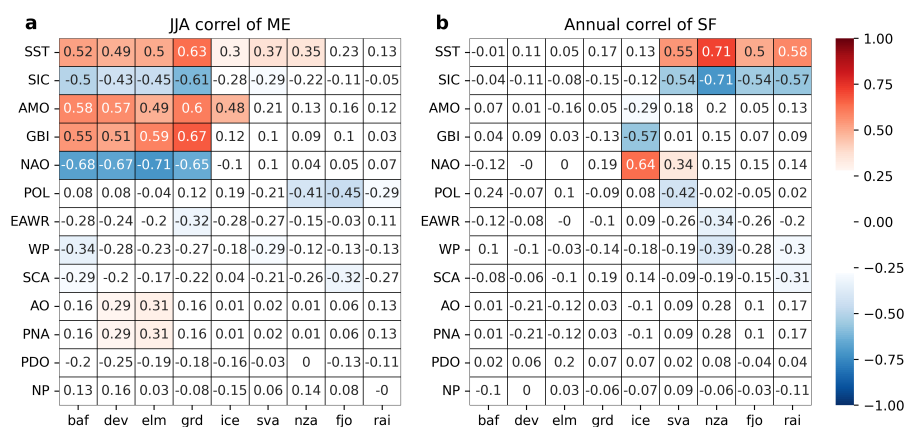 a JJA correl of ME
SST 0.52 0.49 0.5 0.63 0.3 0.37 0.35 0.23 0.13
SIC -0.5 -0.43 -0.45 -0.61 -0.28 -0.29 -0.22 -0.11 -0.05
AMO 0.58 0.57 0.49 0.6 0.48 0.21 0.13 0.16 0.12
GBI 0.55 0.51 0.59 0.67 0.12 0.1 0.09 0.1 0.03
NAO -0.68 -0.67 -0.71 -0.65 -0.1 0.1 0.04 0.05 0.07
POL 0.08 0.08 -0.04 0.12 0.19 -0.21 -0.41 -0.45 -0.29
EAWR -0.28 -0.24 -0.2 -0.32 -0.28 -0.27 -0.15 -0.03 0.11
WP -0.34 -0.28 -0.23 -0.27 -0.18 -0.29 -0.12 -0.13 -0.13
SCA -0.29 -0.2 -0.17 -0.22 0.04 -0.21 -0.26 -0.32 -0.27
AO 0.16 0.29 0.31 0.16 0.01 0.02 0.01 0.06 0.13
PNA 0.16 0.29 0.31 0.16 0.01 0.02 0.01 0.06 0.13
PDO -0.2 -0.25 -0.19 -0.18 -0.16 -0.03 0 -0.13 -0.11
NP 0.13 0.16 0.03 -0.08 -0.15 0.06 0.14 0.08 -0
baf dev elm grd ice sva nza fjo rai
b Annual correl of SF
SST -0.01 0.11 0.05 0.17 0.13 0.55 0.71 0.5 0.58
SIC -0.04 -0.11 -0.08 -0.15 -0.12 -0.54 -0.71 -0.54 -0.57
AMO 0.07 0.01 -0.16 0.05 -0.29 0.18 0.2 0.05 0.13
GBI 0.04 0.09 0.03 -0.13 -0.57 0.01 0.15 0.07 0.09
NAO -0.12 -0 0 0.19 0.64 0.34 0.15 0.15 0.14
POL -0.24 -0.07 0.1 -0.09 0.08 -0.42 -0.02 -0.05 0.02
EAWR -0.12 -0.08 -0 -0.1 0.09 -0.26 -0.34 -0.26 -0.2
WP 0.1 -0.1 -0.03 -0.14 -0.18 -0.19 -0.39 -0.28 -0.3
SCA -0.08 -0.06 -0.1 0.19 0.14 -0.09 -0.19 -0.15 -0.31
AO 0.01 -0.21 -0.12 0.03 -0.1 0.09 0.28 0.1 0.17
PNA 0.01 -0.21 -0.12 0.03 -0.1 0.09 0.28 0.1 0.17
PDO 0.02 0.06 0.2 0.07 0.07 0.02 0.08 -0.04 0.04
NP -0.1 0 0.03 -0.06 -0.07 0.09 -0.06 -0.03 -0.11
baf dev elm grd ice sva nza fjo rai
1.00
0.75
0.50
0.25
0.00
−0.25
−0.50
−0.75
−1.00